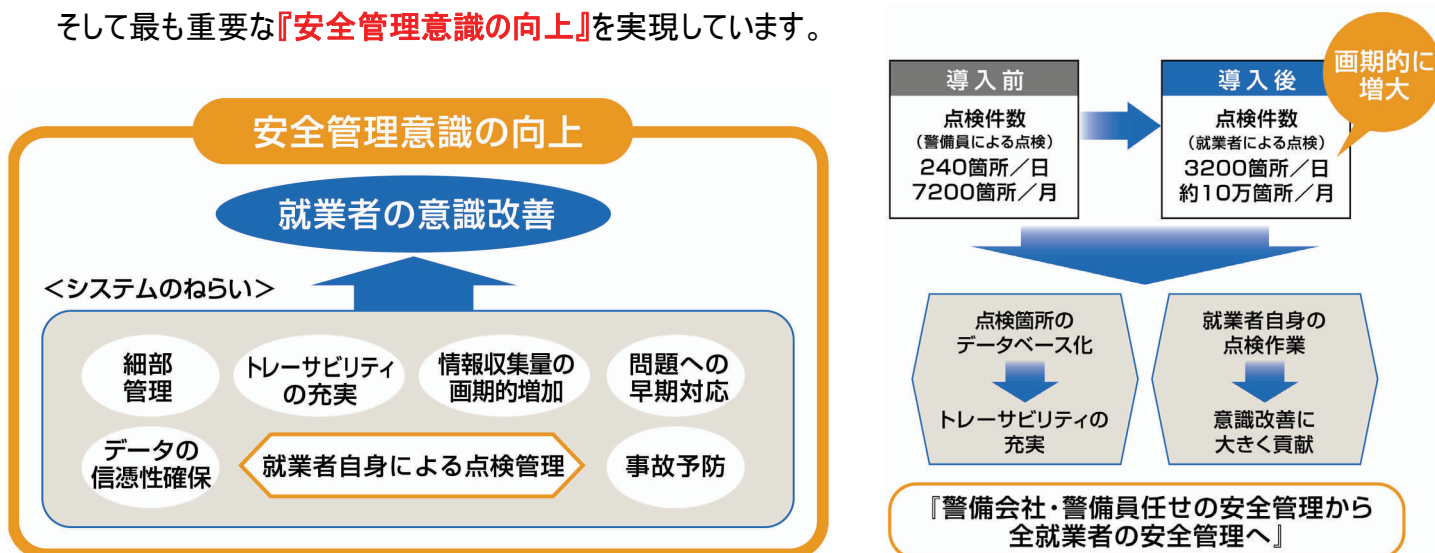 そして最も重要な『安全管理意識の向上』を実現しています。
安全管理意識の向上
就業者の意識改善
＜システムのねらい＞
細部
管理
トレーサビリティ
の充実
情報収集量の
画期的増加
問題への
早期対応
データの
信憑性確保
就業者自身による点検管理
事故予防
導入前
点検件数
（警備員による点検）
240箇所／日
7200箇所／月
導入後
点検件数
（就業者による点検）
3200箇所／日
約10万箇所／月
画期的に
増大
点検箇所の
データベース化
トレーサビリティの
充実
就業者自身の
点検作業
意識改善に
大きく貢献
『警備会社・警備員任せの安全管理から
全就業者の安全管理へ』